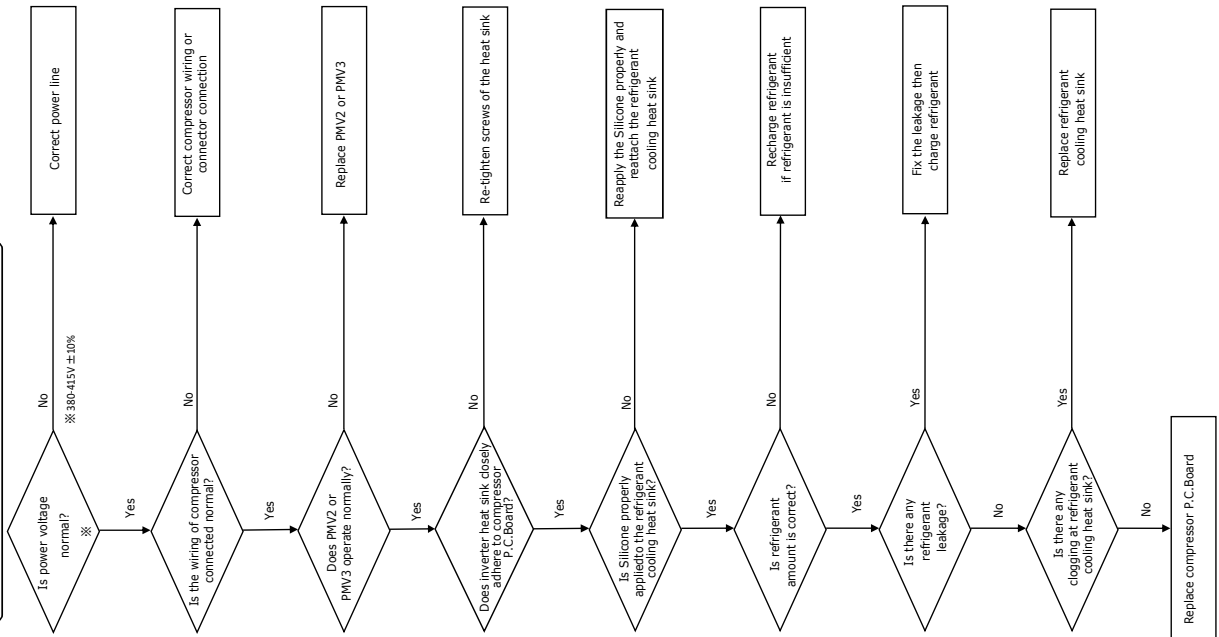 Is power voltage
normal?
※
No
※ 380-415V ±10%
Correct power line
Yes
Is the wiring of compressor
connected normal?
No
Correct compressor wiring or
connector connection
Yes
Does PMV2 or
PMV3 operate normally?
No
Replace PMV2 or PMV3
Yes
Does inverter heat sink closely
adhere to compressor
P.C.Board?
No
Re-tighten screws of the heat sink
Yes
Is Silicone properly
appliedto the refrigerant
cooling heat sink?
No
Reapply the Silicone properly and
reattach the refrigerant
cooling heat sink
Yes
Is refrigerant
amount is correct?
No
Recharge refrigerant
if refrigerant is insufficient
Yes
Is there any
refrigerant
leakage?
Yes
Fix the leakage then
charge refrigerant
No
Is there any
clogging at refrigerant
cooling heat sink?
Yes
Replace refrigerant
cooling heat sink
No
Replace compressor P.C.Board